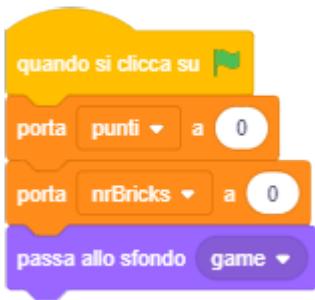 quando si clicca su
porta punti a 0
porta nrBricks a 0
passa allo sfondo game